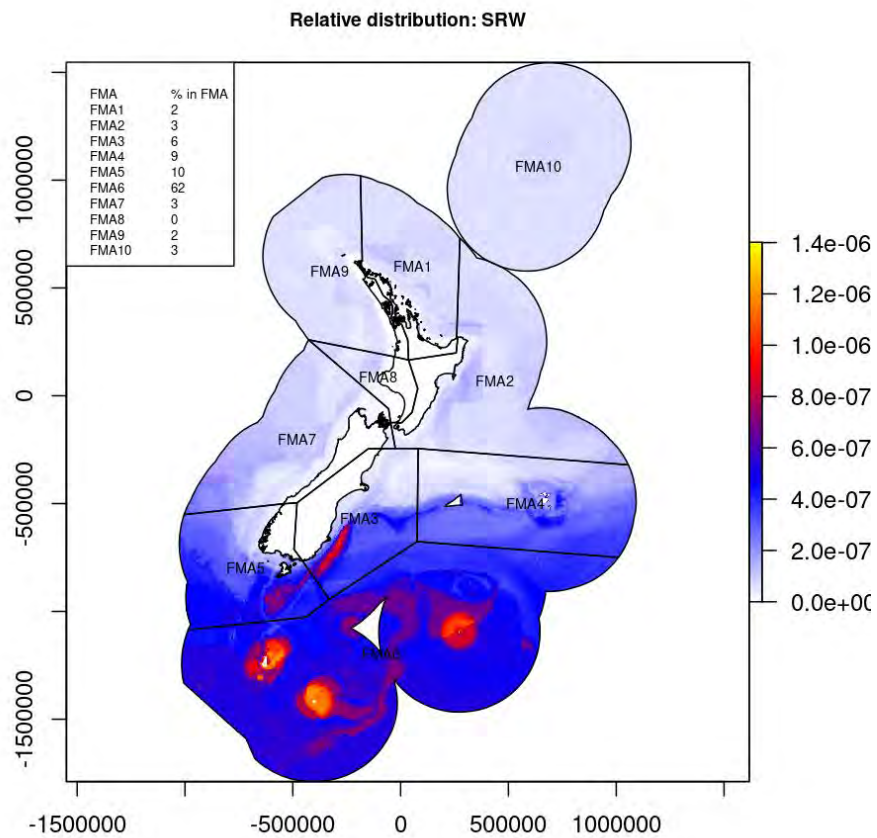 Relative distribution: SRW
FMA % in FMA
FMA1 2
FMA2 3
FMA3 6
FMA4 9
FMA5 10
FMA6 62
FMA7 3
FMA8 0
FMA9 2
FMA10 3
FMA10
FMA9
FMA1
FMA8
FMA2
FMA7
FMA3
FMA4
FMA5
FMA6
1000000
500000
0
-500000
-1500000
-1500000
-500000
0
500000
1000000
1.4e-06
1.2e-06
1.0e-06
8.0e-07
6.0e-07
4.0e-07
2.0e-07
0.0e+00